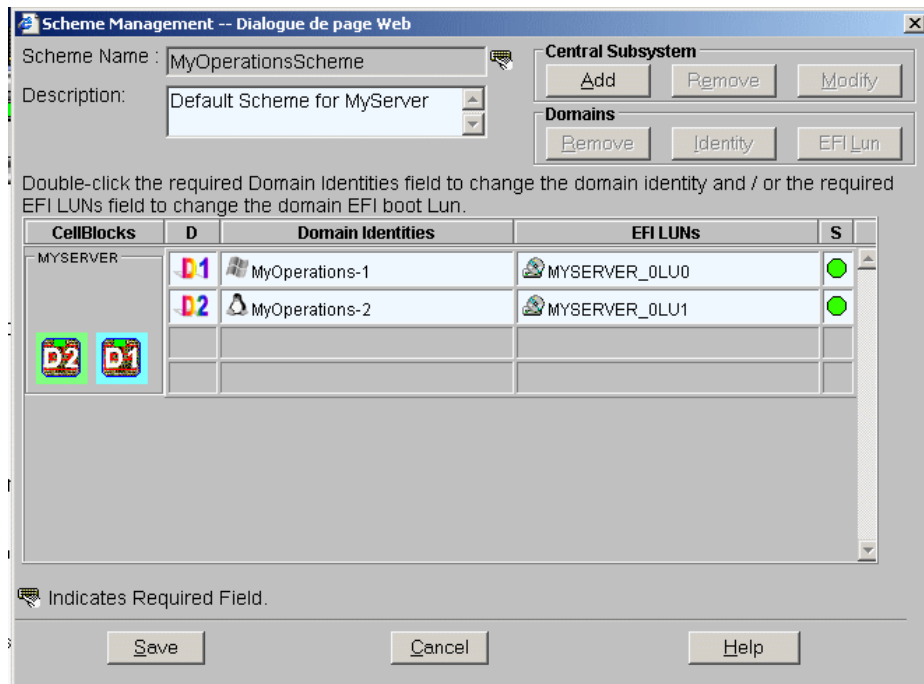 Scheme Management -- Dialogue de page Web
Scheme Name : MyOperationsScheme
Description: Default Scheme for MyServer
Central Subsystem
Add Remove Modify
Domains
Remove Identity EFI Lun
Double-click the required Domain Identities field to change the domain identity and / or the required
EFI LUNs field to change the domain EFI boot Lun.
CellBlocks D Domain Identities EFI LUNs S
MYSERVER
D1 MyOperations-1 MYSERVER_0LU0
D2 MyOperations-2 MYSERVER_0LU1
D2 D1
Indicates Required Field.
Save Cancel Help